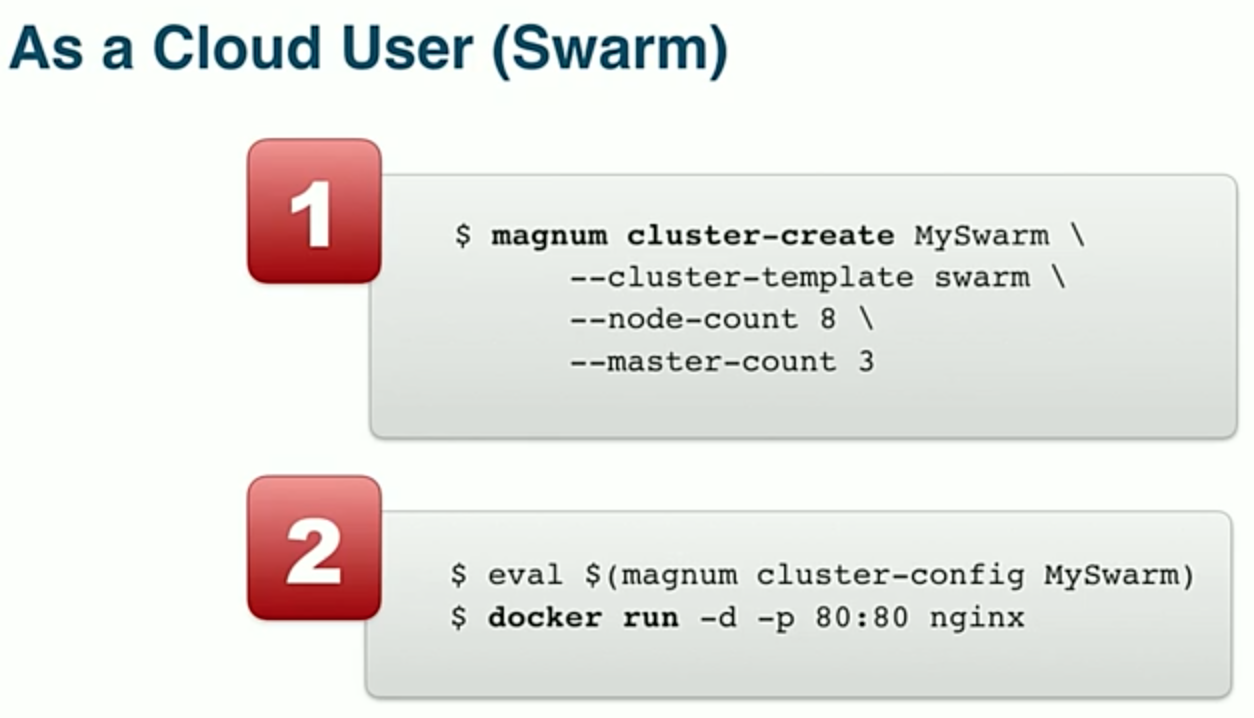 As a Cloud User (Swarm)
1
$ magnum cluster-create MySwarm \
--cluster-template swarm \
--node-count 8 \
--master-count 3
2
$ eval $(magnum cluster-config MySwarm)
$ docker run -d -p 80:80 nginx